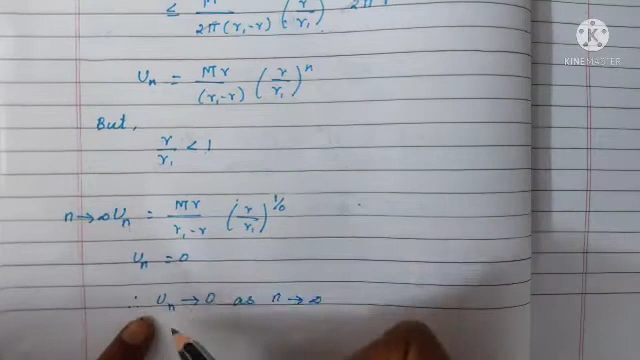 ≤ M / 2π(r₁-r) (r/r₁) 2πr
Uₙ = Mr / (r₁-r) (r/r₁)ⁿ
But,
r/r₁ < 1
n→∞ Uₙ = Mr / r₁-r (r/r₁)^1/0
Uₙ = 0
∴ Uₙ → 0 as n→∞
KINEMASTER